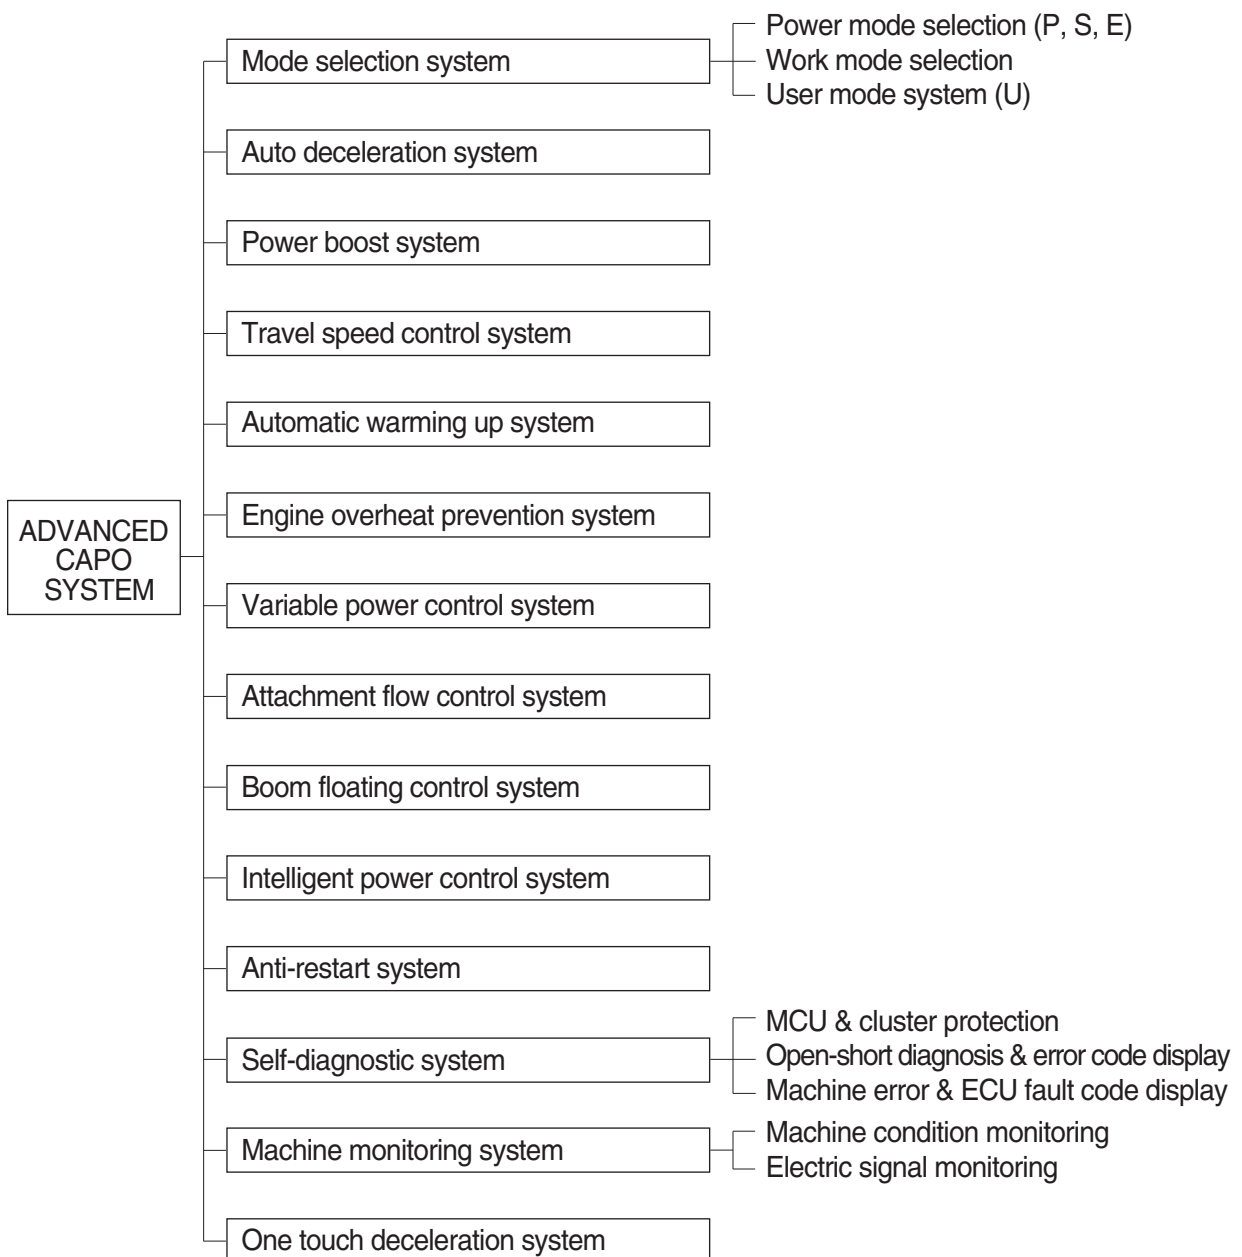 Mode selection system
Power mode selection (P, S, E)
Work mode selection
User mode system (U)
Auto deceleration system
Power boost system
Travel speed control system
Automatic warming up system
Engine overheat prevention system
ADVANCED
CAPO
SYSTEM
Variable power control system
Attachment flow control system
Boom floating control system
Intelligent power control system
Anti-restart system
Self-diagnostic system
MCU & cluster protection
Open-short diagnosis & error code display
Machine error & ECU fault code display
Machine monitoring system
Machine condition monitoring
Electric signal monitoring
One touch deceleration system